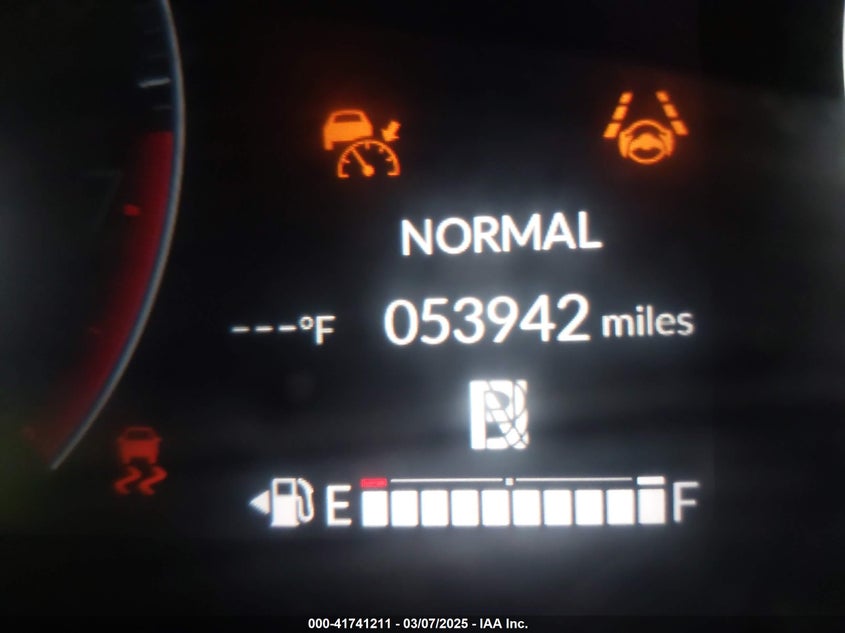 NORMAL
---°F 053942 miles
E F
000-41741211 - 03/07/2025 - IAA Inc.